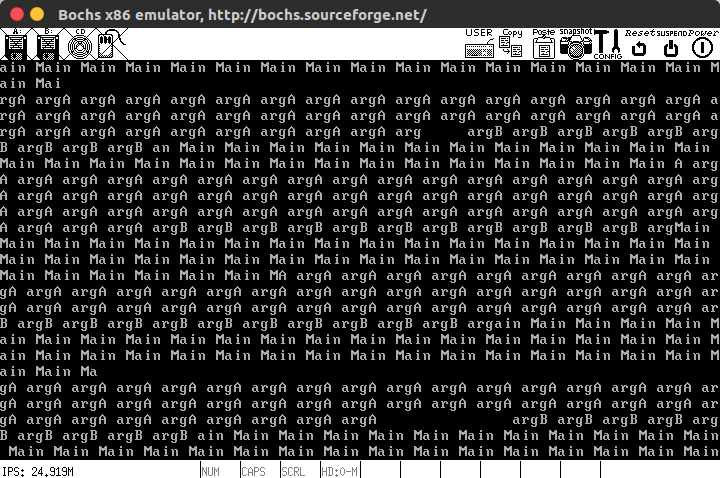 ain Main Main Main Main Main Main Main Main Main Main Main Main Main Main Main M
ain Mai
rgA argA argA argA argA argA argA argA argA argA argA argA argA argA argA argA a
rgA argA argA argA argA argA argA argA argA argA argA argA argA argA argA argA a
rgA argA argA argA argA argA argA argA argA arg     argB argB argB argB argB arg
B argB argB argB an Main Main Main Main Main Main Main Main Main Main Main Main
Main Main Main Main Main Main Main Main Main Main Main Main Main Main Main A arg
A argA argA argA argA argA argA argA argA argA argA argA argA argA argA argA arg
A argA argA argA argA argA argA argA argA argA argA argA argA argA argA argA arg
A argA argA argA argA argA argA argA argA argA argA argA argA argA argA argA arg
A argA argA argB argB argB argB argB argB argB argB argB argB argB argB argMain
Main Main Main Main Main Main Main Main Main Main Main Main Main Main Main Main
Main Main Main Main Main Main Main Main Main Main Main Main Main Main Main Main
Main Main Main Main Main Main MA argA argA argA argA argA argA argA argA argA ar
gA argA argA argA argA argA argA argA argA argA argA argA argA argA argA argA ar
gA argA argA argA argA argA argA argA argA argA argA argA argA argA argA argA ar
B argB argB argB argB argB argB argB argB argB argB argain Main Main Main Main M
ain Main Main Main Main Main Main Main Main Main Main Main Main Main Main Main M
ain Main Main Main Main Main Main Main Main Main Main Main Main Main Main Main M
ain Main Ma
gA argA argA argA argA argA argA argA argA argA argA argA argA argA argA argA ar
gA argA argA argA argA argA argA argA argA argA argA argA argA argA argA argA ar
gA argA argA argA argA argA argA argA argA               argB argB argB argB arg
B argB argB argB argB ain Main Main Main Main Main Main Main Main Main Main Main
 Main Main Main Main Main Main Main Main Main Main Main Main Main Main Main Main
Bochs x86 emulator, http://bochs.sourceforge.net/
A: B: CD USER Copy Paste snapshot CONFIG Reset SUSPEND Power
IPS: 24.919M NUM CAPS SCRL HD:0-M